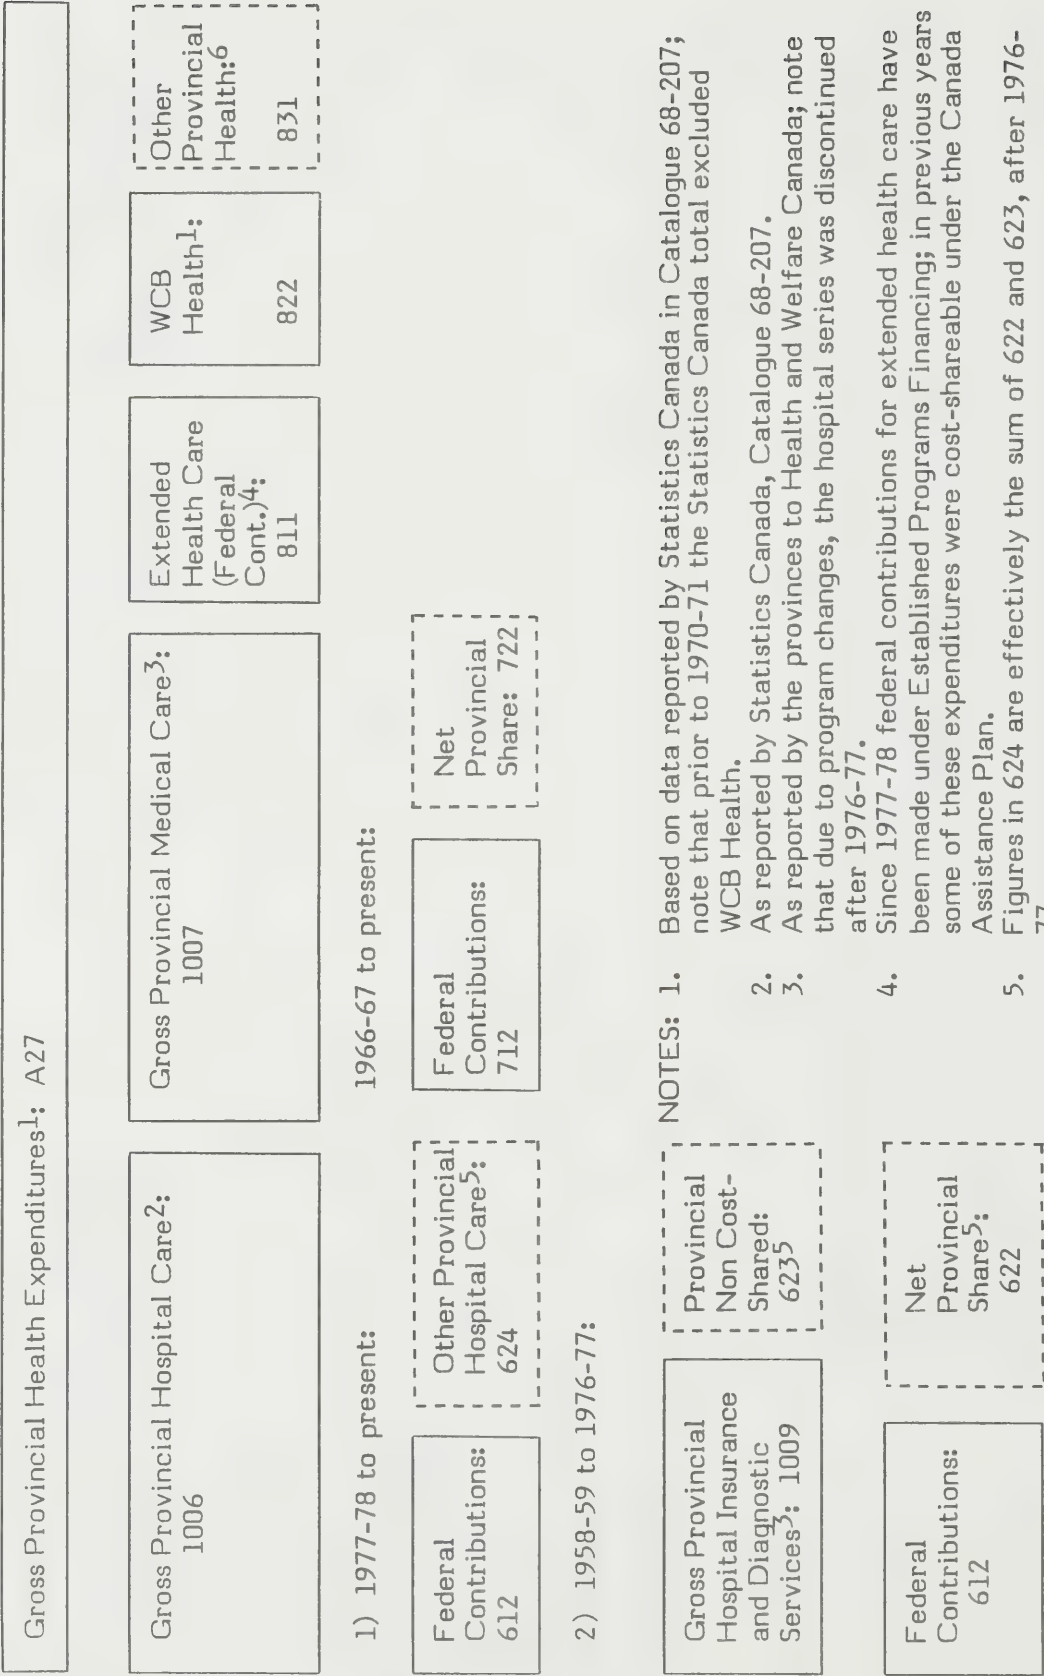 Gross Provincial Health Expenditures1: A27
Gross Provincial Hospital Care2:
1006
Gross Provincial Medical Care3:
1007
Extended
Health Care
(Federal
Cont.)4:
811
WCB
Health1:
822
Other
Provincial
Health:6
831
1) 1977-78 to present:
1966-67 to present:
Federal
Contributions:
612
Other Provincial
Hospital Care5:
624
Federal
Contributions:
712
Net
Provincial
Share: 722
2) 1958-59 to 1976-77:
Gross Provincial
Hospital Insurance
and Diagnostic
Services3: 1009
Provincial
Non Cost-
Shared:
6235
Federal
Contributions:
612
Net
Provincial
Share5:
622
NOTES: 1. Based on data reported by Statistics Canada in Catalogue 68-207;
note that prior to 1970-71 the Statistics Canada total excluded
WCB Health.
2. As reported by Statistics Canada, Catalogue 68-207.
3. As reported by the provinces to Health and Welfare Canada; note
that due to program changes, the hospital series was discontinued
after 1976-77.
4. Since 1977-78 federal contributions for extended health care have
been made under Established Programs Financing; in previous years
some of these expenditures were cost-shareable under the Canada
Assistance Plan.
5. Figures in 624 are effectively the sum of 622 and 623, after 1976-
77.